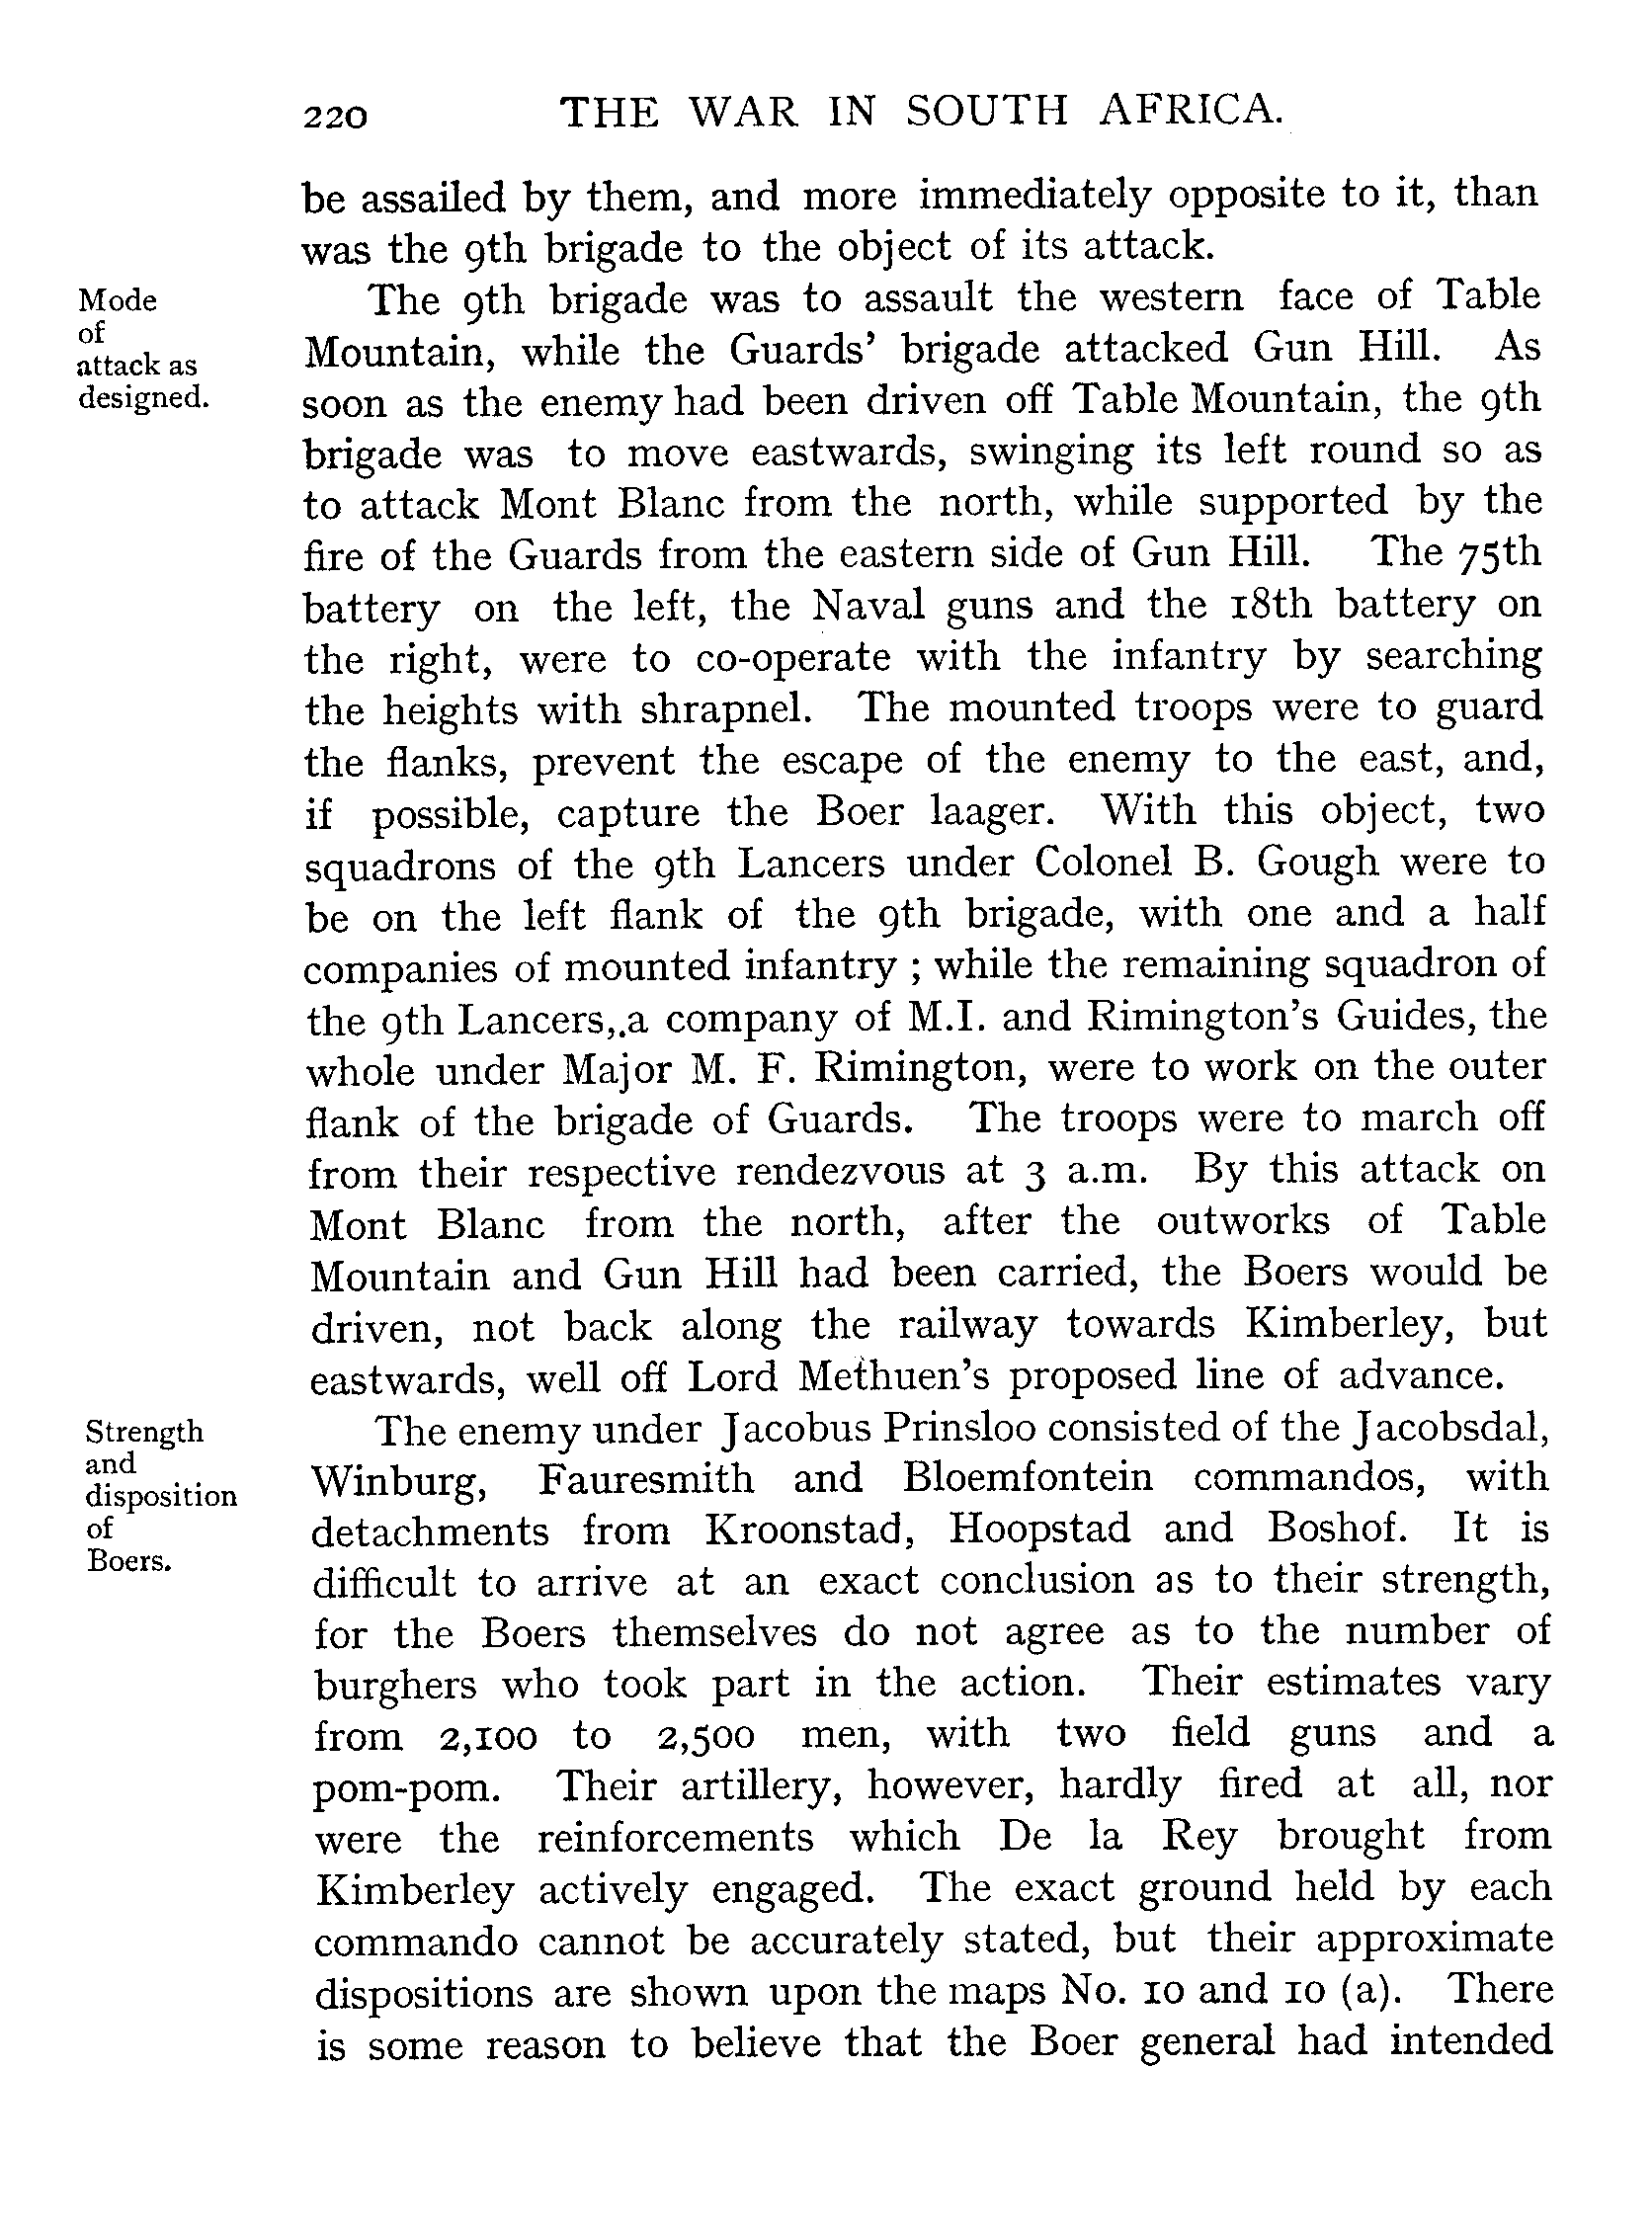 220 THE WAR IN SOUTH AFRICA.
be assailed by them, and more immediately opposite to it, than
was the 9th brigade to the object of its attack.
Mode
of
attack as
designed.
The 9th brigade was to assault the western face of Table
Mountain, while the Guards’ brigade attacked Gun Hill. As
soon as the enemy had been driven off Table Mountain, the 9th
brigade was to move eastwards, swinging its left round so as
to attack Mont Blanc from the north, while supported by the
fire of the Guards from the eastern side of Gun Hill. The 75th
battery on the left, the Naval guns and the 18th battery on
the right, were to co-operate with the infantry by searching
the heights with shrapnel. The mounted troops were to guard
the flanks, prevent the escape of the enemy to the east, and,
if possible, capture the Boer laager. With this object, two
squadrons of the 9th Lancers under Colonel B. Gough were to
be on the left flank of the 9th brigade, with one and a half
companies of mounted infantry ; while the remaining squadron of
the 9th Lancers, a company of M.I. and Rimington’s Guides, the
whole under Major M. F. Rimington, were to work on the outer
flank of the brigade of Guards. The troops were to march off
from their respective rendezvous at 3 a.m. By this attack on
Mont Blanc from the north, after the outworks of Table
Mountain and Gun Hill had been carried, the Boers would be
driven, not back along the railway towards Kimberley, but
eastwards, well off Lord Methuen’s proposed line of advance.
Strength
and
disposition
of
Boers.
The enemy under Jacobus Prinsloo consisted of the Jacobsdal,
Winburg, Fauresmith and Bloemfontein commandos, with
detachments from Kroonstad, Hoopstad and Boshof. It is
difficult to arrive at an exact conclusion as to their strength,
for the Boers themselves do not agree as to the number of
burghers who took part in the action. Their estimates vary
from 2,100 to 2,500 men, with two field guns and a
pom-pom. Their artillery, however, hardly fired at all, nor
were the reinforcements which De la Rey brought from
Kimberley actively engaged. The exact ground held by each
commando cannot be accurately stated, but their approximate
dispositions are shown upon the maps No. 10 and 10 (a). There
is some reason to believe that the Boer general had intended